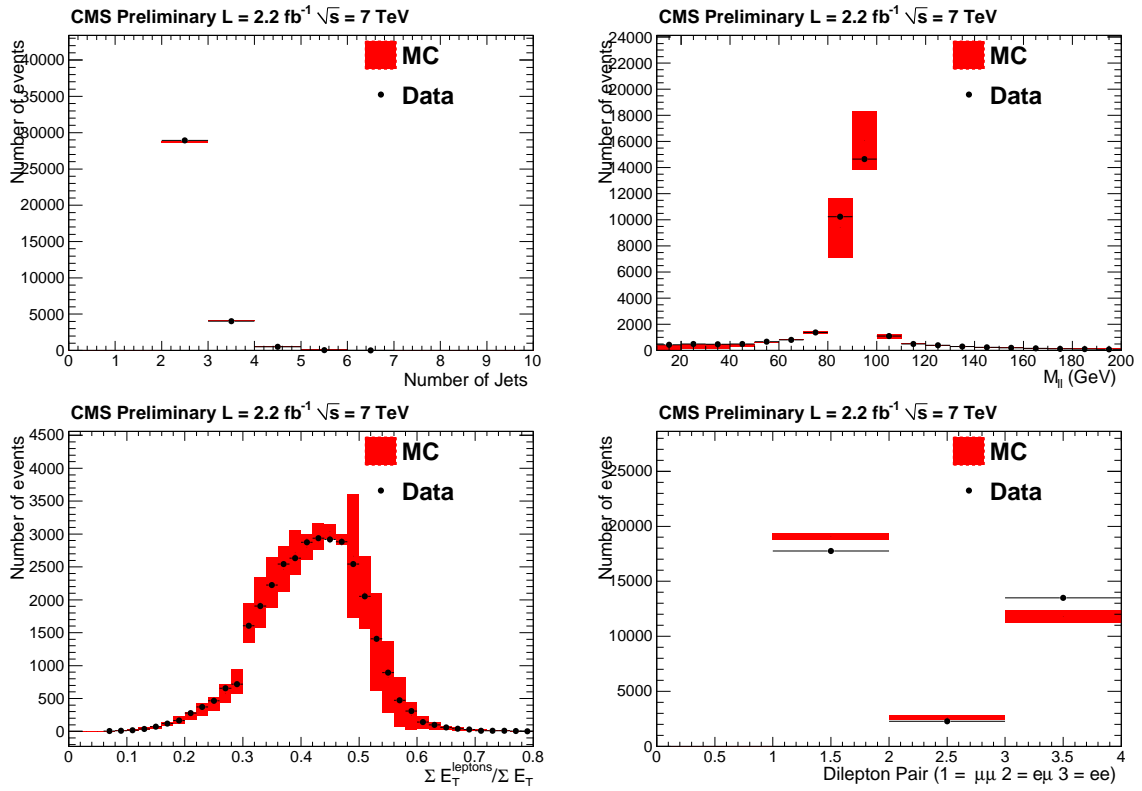 CMS Preliminary L = 2.2 fb⁻¹ √s = 7 TeV
Number of events
40000
35000
30000
25000
20000
15000
10000
5000
0
MC
Data
0 1 2 3 4 5 6 7 8 9 10
Number of Jets
CMS Preliminary L = 2.2 fb⁻¹ √s = 7 TeV
Number of events
24000
22000
20000
18000
16000
14000
12000
10000
8000
6000
4000
2000
0
MC
Data
20 40 60 80 100 120 140 160 180 200
M_ll (GeV)
CMS Preliminary L = 2.2 fb⁻¹ √s = 7 TeV
Number of events
4500
4000
3500
3000
2500
2000
1500
1000
500
0
MC
Data
0 0.1 0.2 0.3 0.4 0.5 0.6 0.7 0.8
Σ E_T^leptons/Σ E_T
CMS Preliminary L = 2.2 fb⁻¹ √s = 7 TeV
Number of events
25000
20000
15000
10000
5000
0
MC
Data
0 0.5 1 1.5 2 2.5 3 3.5 4
Dilepton Pair (1 = μμ 2 = eμ 3 = ee)